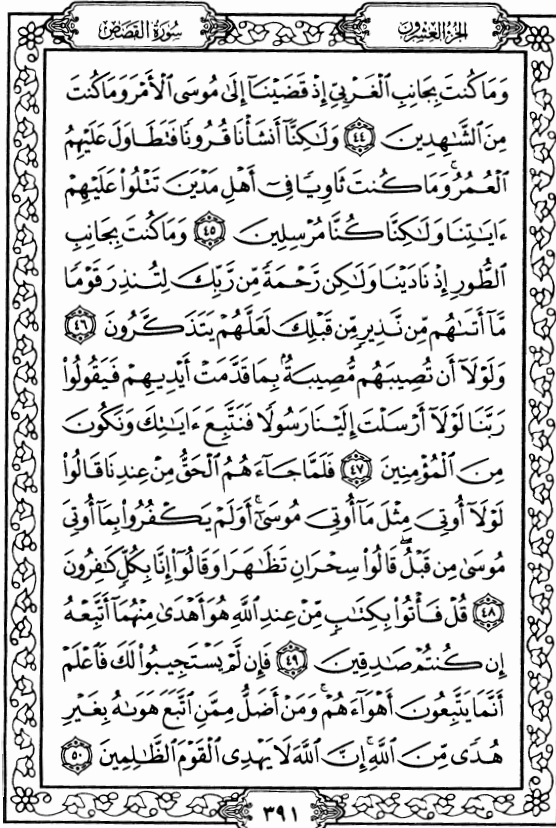 الجزء العشرون
سورة القصص
وَمَا كُنتَ بِجَانِبِ ٱلْغَرْبِيِّ إِذْ قَضَيْنَآ إِلَىٰ مُوسَى ٱلْأَمْرَ وَمَا كُنتَ
مِنَ ٱلشَّٰهِدِينَ ٤٤ وَلَٰكِنَّآ أَنشَأْنَا قُرُونًا فَتَطَاوَلَ عَلَيْهِمُ
ٱلْعُمُرُ ۚ وَمَا كُنتَ ثَاوِيًا فِىٓ أَهْلِ مَدْيَنَ تَتْلُوا۟ عَلَيْهِمْ
ءَايَٰتِنَا وَلَٰكِنَّا كُنَّا مُرْسِلِينَ ٤٥ وَمَا كُنتَ بِجَانِبِ
ٱلطُّورِ إِذْ نَادَيْنَا وَلَٰكِن رَّحْمَةً مِّن رَّبِّكَ لِتُنذِرَ قَوْمًا
مَّآ أَتَىٰهُم مِّن نَّذِيرٍ مِّن قَبْلِكَ لَعَلَّهُمْ يَتَذَكَّرُونَ ٤٦
وَلَوْلَآ أَن تُصِيبَهُم مُّصِيبَةٌۢ بِمَا قَدَّمَتْ أَيْدِيهِمْ فَيَقُولُوا۟
رَبَّنَا لَوْلَآ أَرْسَلْتَ إِلَيْنَا رَسُولًا فَنَتَّبِعَ ءَايَٰتِكَ وَنَكُونَ
مِنَ ٱلْمُؤْمِنِينَ ٤٧ فَلَمَّا جَآءَهُمُ ٱلْحَقُّ مِنْ عِندِنَا قَالُوا۟
لَوْلَآ أُوتِىَ مِثْلَ مَآ أُوتِىَ مُوسَىٰٓ ۚ أَوَلَمْ يَكْفُرُوا۟ بِمَآ أُوتِىَ
مُوسَىٰ مِن قَبْلُ ۖ قَالُوا۟ سِحْرَانِ تَظَٰهَرَا وَقَالُوٓا۟ إِنَّا بِكُلٍّ كَٰفِرُونَ
٤٨ قُلْ فَأْتُوا۟ بِكِتَٰبٍ مِّنْ عِندِ ٱللَّهِ هُوَ أَهْدَىٰ مِنْهُمَآ أَتَّبِعْهُ
إِن كُنتُمْ صَٰدِقِينَ ٤٩ فَإِن لَّمْ يَسْتَجِيبُوا۟ لَكَ فَٱعْلَمْ
أَنَّمَا يَتَّبِعُونَ أَهْوَآءَهُمْ ۚ وَمَنْ أَضَلُّ مِمَّنِ ٱتَّبَعَ هَوَىٰهُ بِغَيْرِ
هُدًى مِّنَ ٱللَّهِ ۚ إِنَّ ٱللَّهَ لَا يَهْدِى ٱلْقَوْمَ ٱلظَّٰلِمِينَ ٥٠
٣٩١